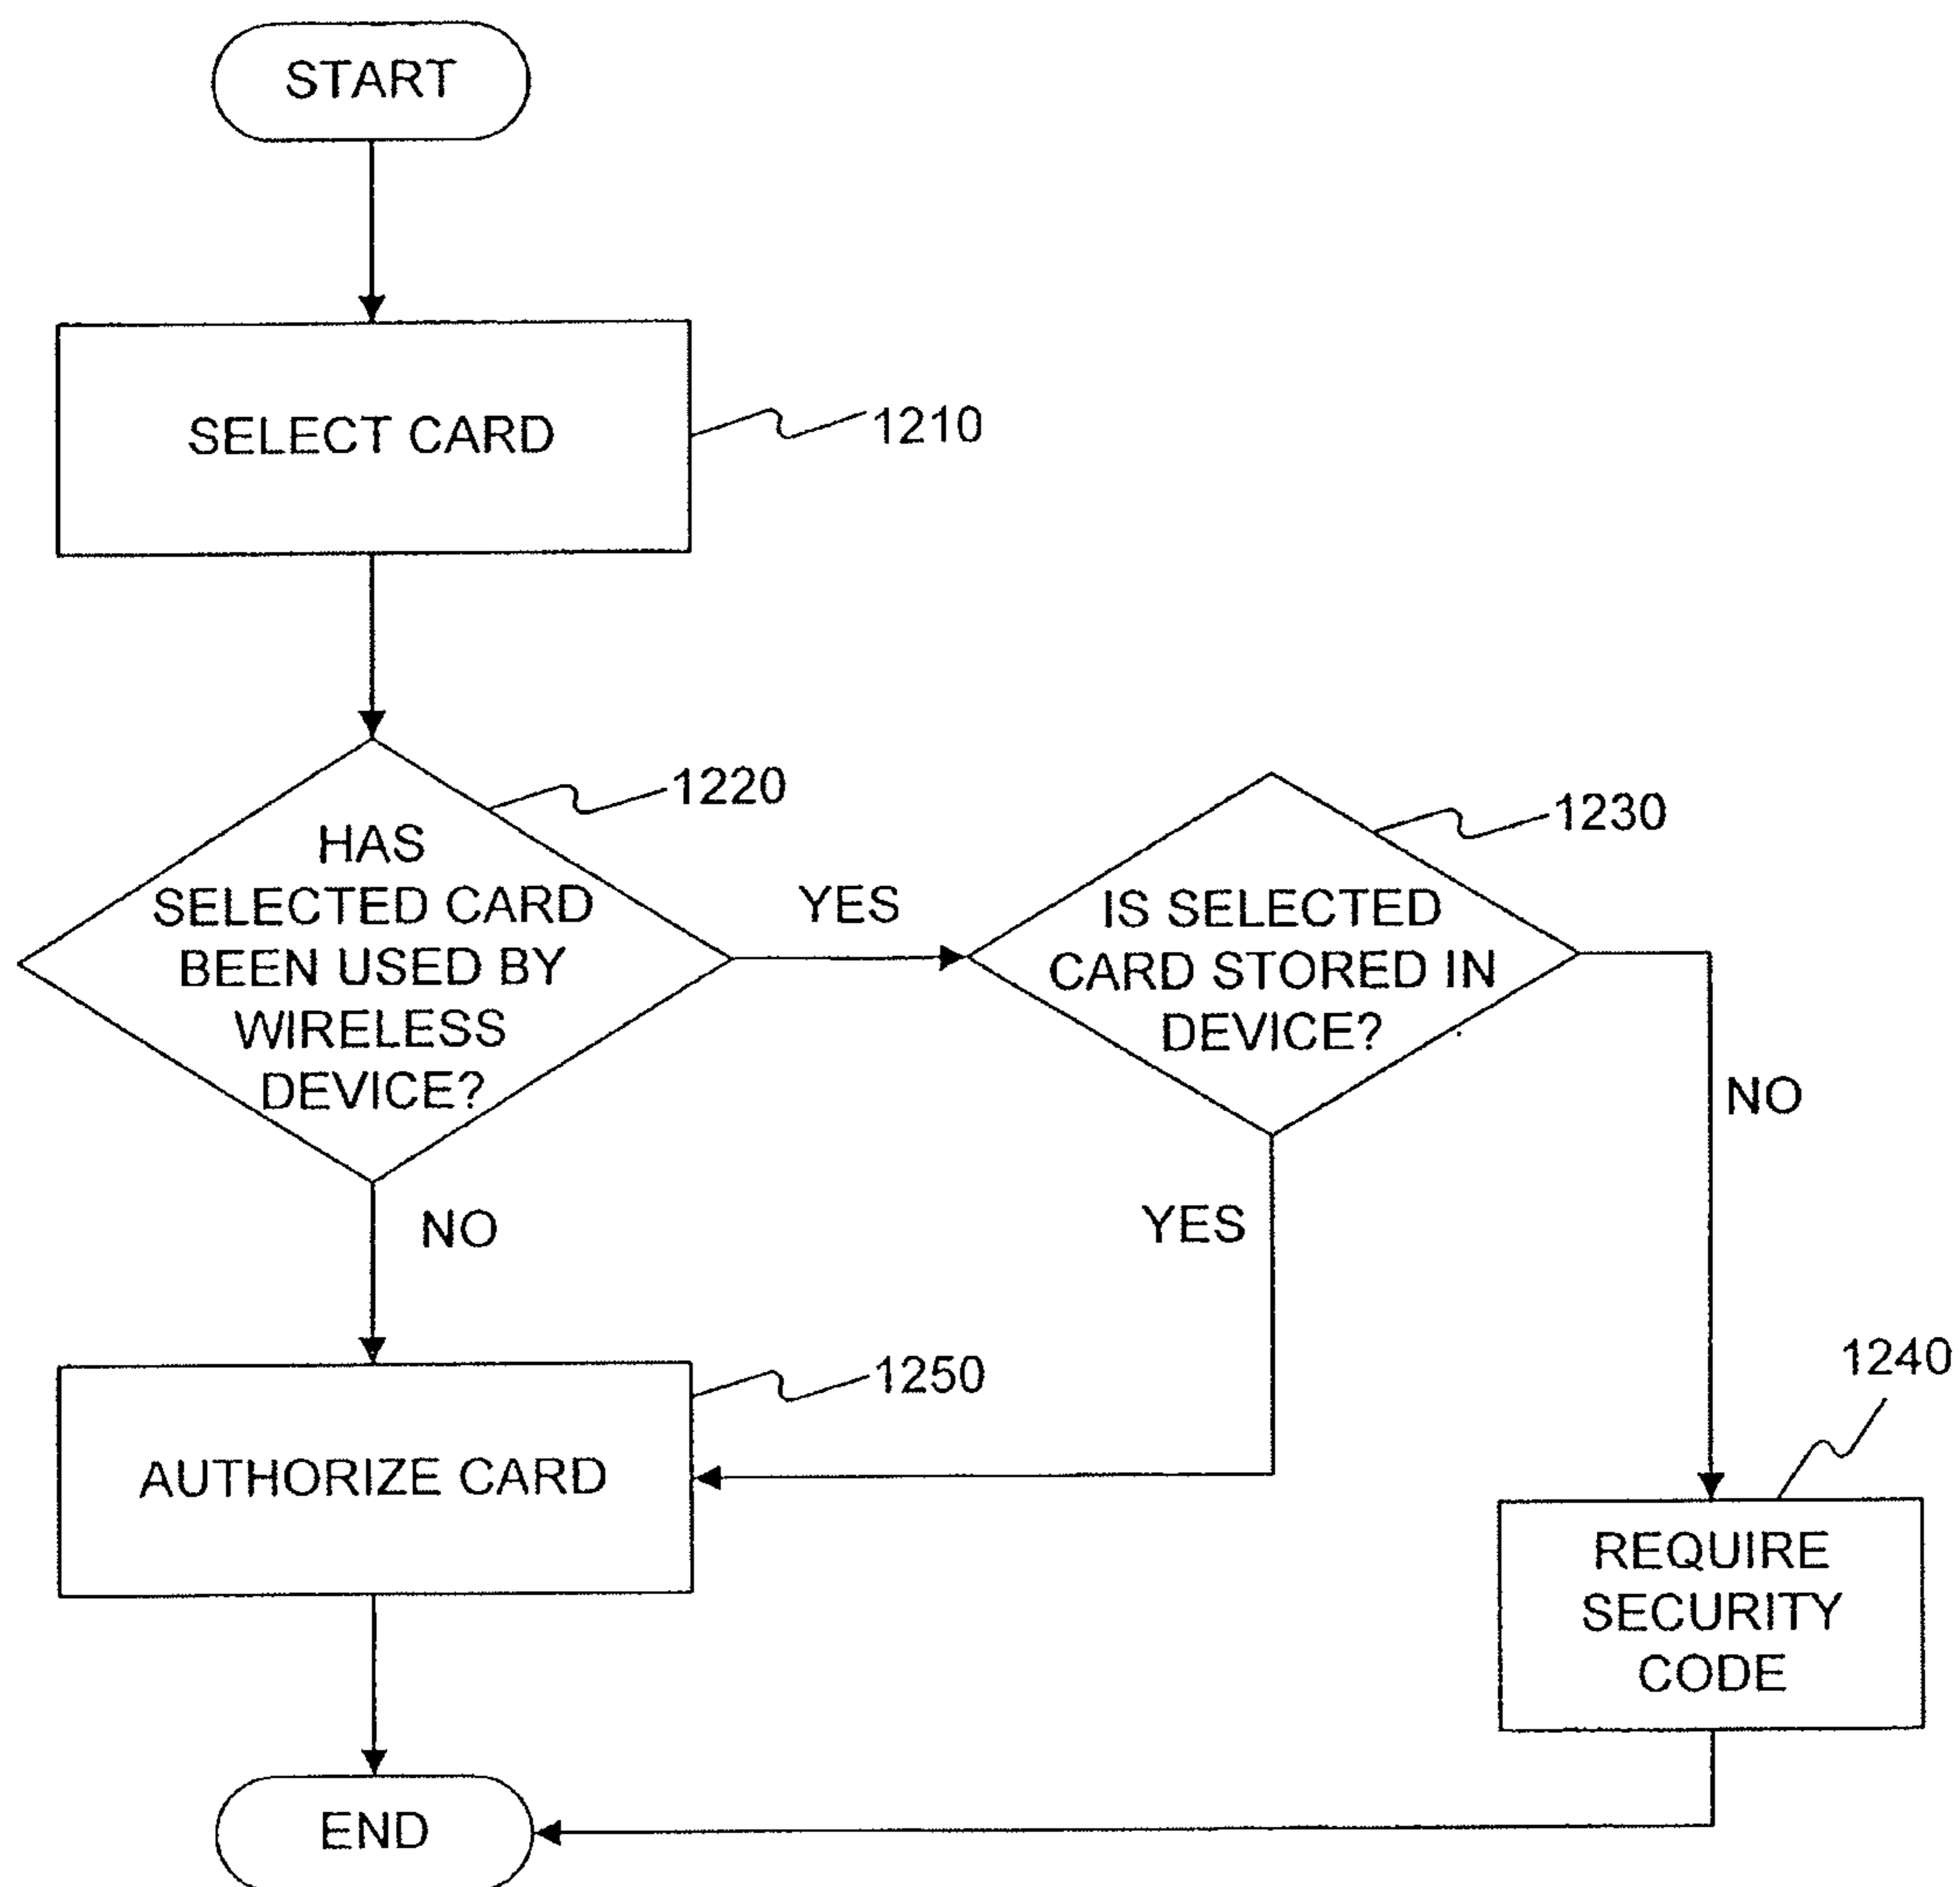 START
SELECT CARD
1210
1220
HAS
SELECTED CARD
BEEN USED BY
WIRELESS
DEVICE?
YES
1230
IS SELECTED
CARD STORED IN
DEVICE?
NO
YES
NO
1250
AUTHORIZE CARD
1240
REQUIRE
SECURITY
CODE
END